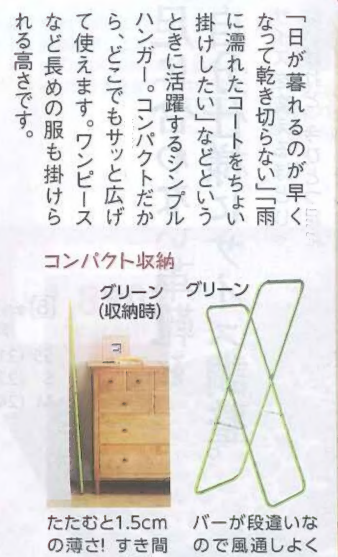 「日が暮れるのが早く
なって乾き切らない」「雨
に濡れたコートをちょい
掛けしたい」などという
ときに活躍するシンプル
ハンガー。コンパクトだか
ら、どこでもサッと広げ
て使えます。ワンピース
など長めの服も掛けら
れる高さです。
コンパクト収納
グリーン
(収納時)
グリーン
たたむと1.5cm
の薄さ! すき間
バーが段違いな
ので風通しよく